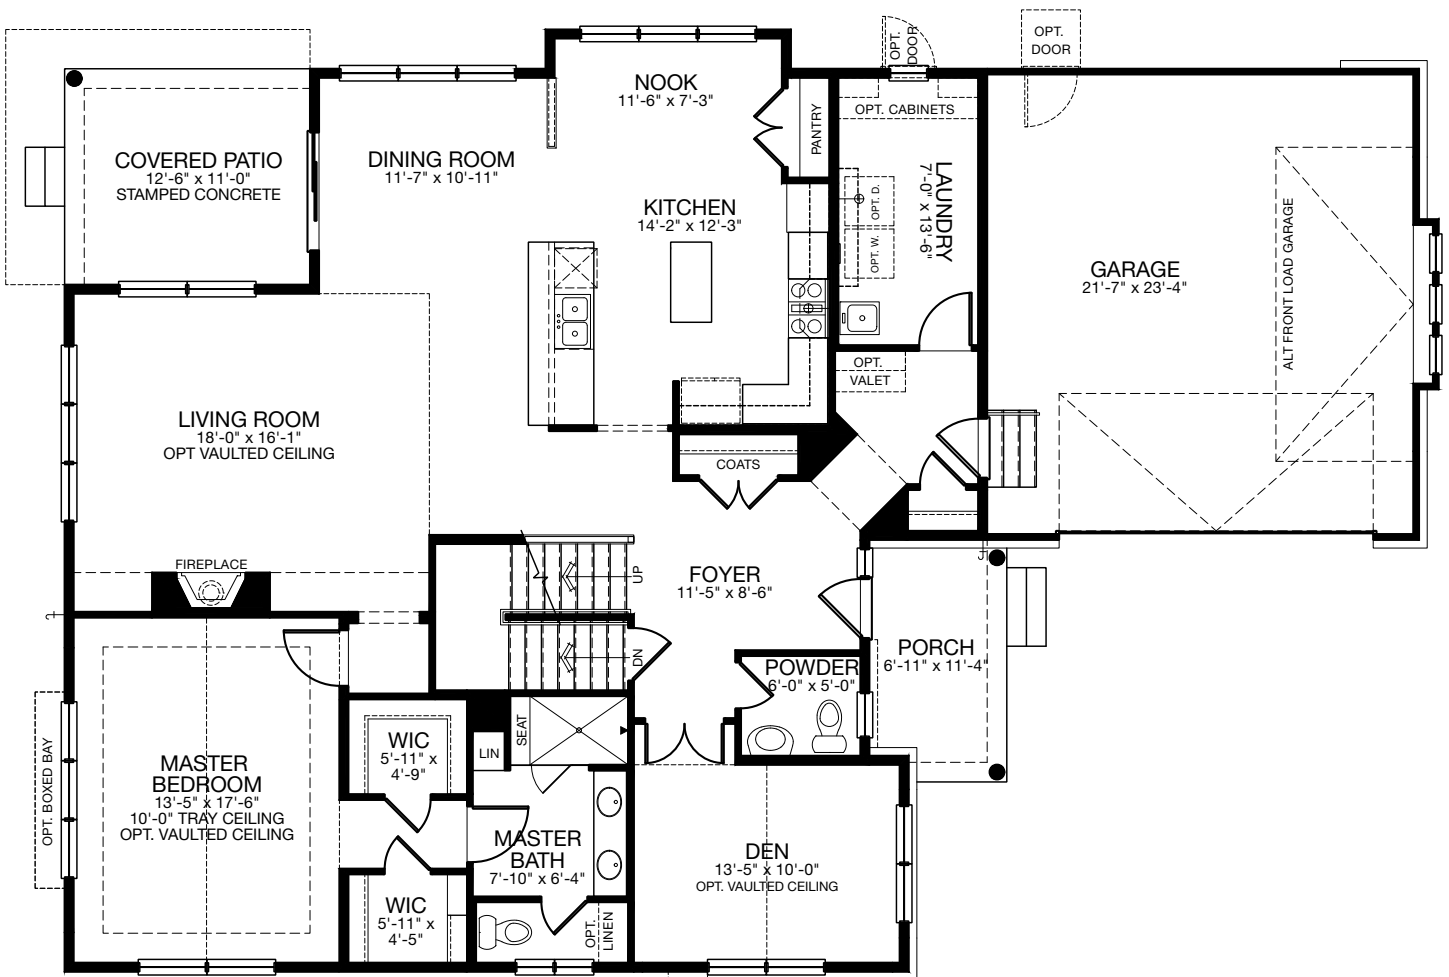 OPT.
DOOR
OPT.
DOOR
NOOK
11'-6" x 7'-3"
OPT. CABINETS
PANTRY
COVERED PATIO
12'-6" x 11'-0"
STAMPED CONCRETE
DINING ROOM
11'-7" x 10'-11"
LAUNDRY
7'-0" x 13'-6"
OPT. D.
OPT. W.
KITCHEN
14'-2" x 12'-3"
GARAGE
21'-7" x 23'-4"
ALT FRONT LOAD GARAGE
OPT.
VALET
LIVING ROOM
18'-0" x 16'-1"
OPT VAULTED CEILING
COATS
FIREPLACE
UP
FOYER
11'-5" x 8'-6"
DN
PORCH
6'-11" x 11'-4"
POWDER
6'-0" x 5'-0"
SEAT
LIN
WIC
5'-11" x
4'-9"
OPT. BOXED BAY
MASTER
BEDROOM
13'-5" x 17'-6"
10'-0" TRAY CEILING
OPT. VAULTED CEILING
MASTER
BATH
7'-10" x 6'-4"
DEN
13'-5" x 10'-0"
OPT. VAULTED CEILING
WIC
5'-11" x
4'-5"
OPT.
LINEN